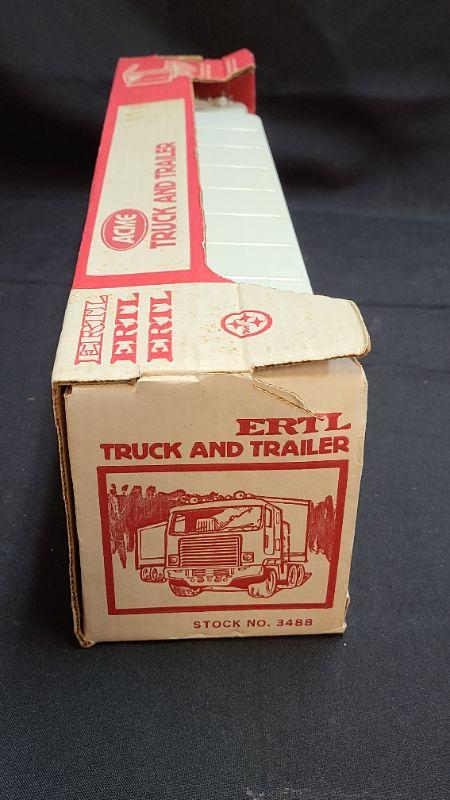 ACME
TRUCK AND TRAILER
ERTL
ERTL
ERTL
ERTL
TRUCK AND TRAILER
STOCK NO. 3488